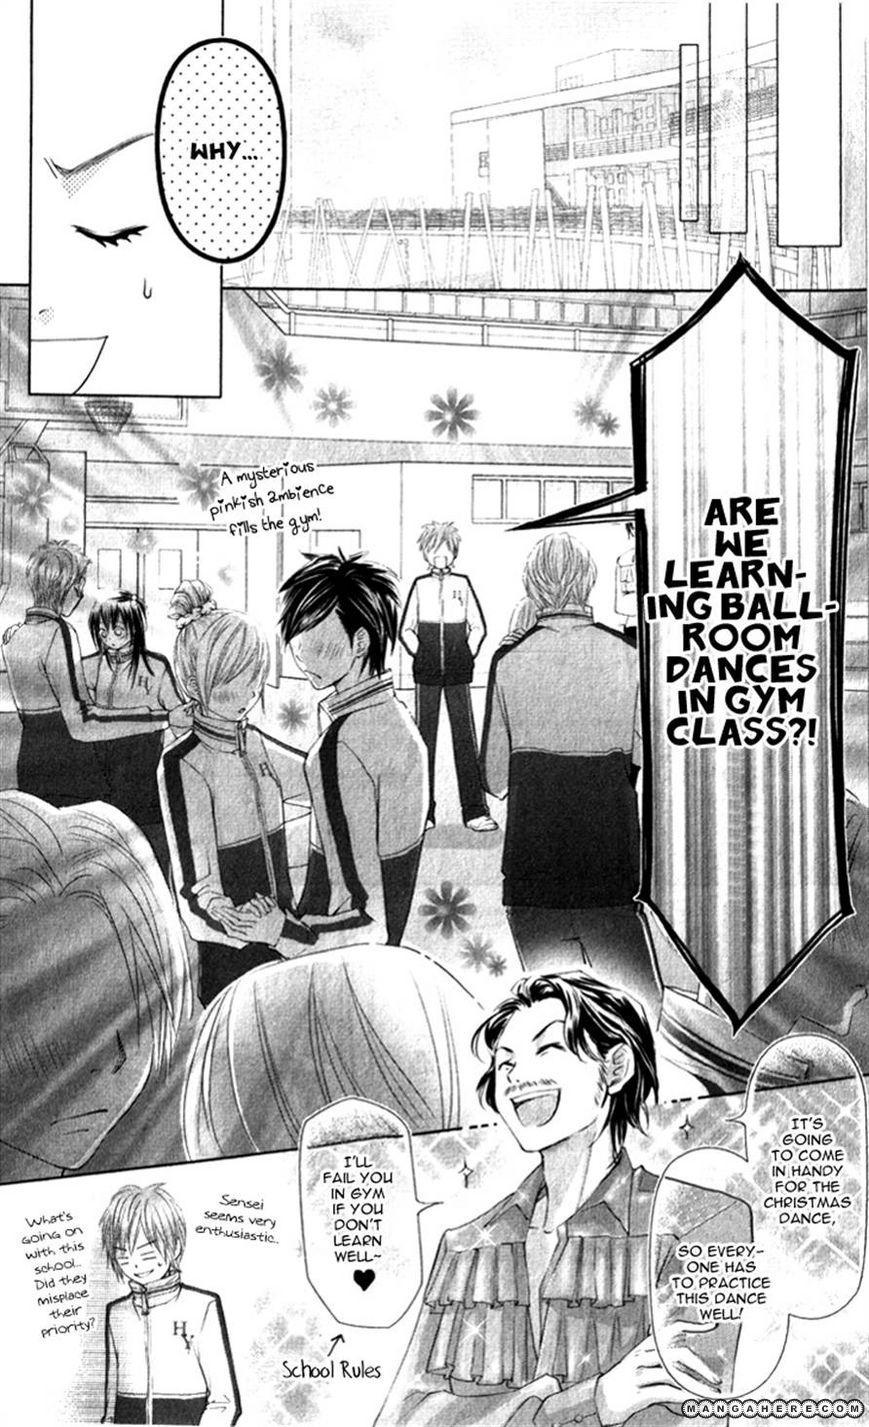 WHY...
ARE
WE
LEARN-
ING BALL-
ROOM
DANCES
IN GYM
CLASS?!
A mysterious
pinkish ambience
fills the gym!
H
Y
H
Y
H
IT'S
GOING
TO COME
IN HANDY
FOR THE
CHRISTMAS
DANCE,
SO EVERY-
ONE HAS
TO PRACTICE
THIS DANCE
WELL!
I'LL
FAIL YOU
IN GYM
IF YOU
DON'T
LEARN
WELL~
♥
School Rules
Sensei
seems very
enthusiastic..
What's
going on
with this
school..
Did they
misplace
their
priority?
H
Y
MANGAHERE.COM